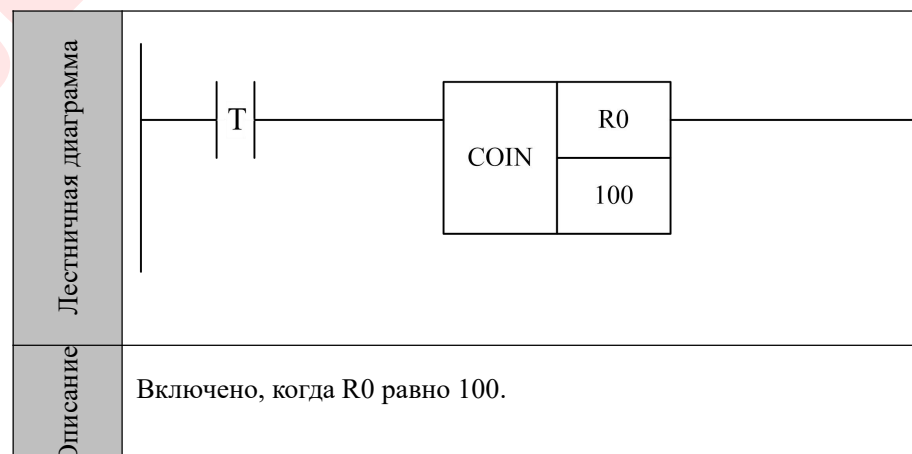 Лестничная диаграмма
T
COIN
R0
100
Описание
Включено, когда R0 равно 100.